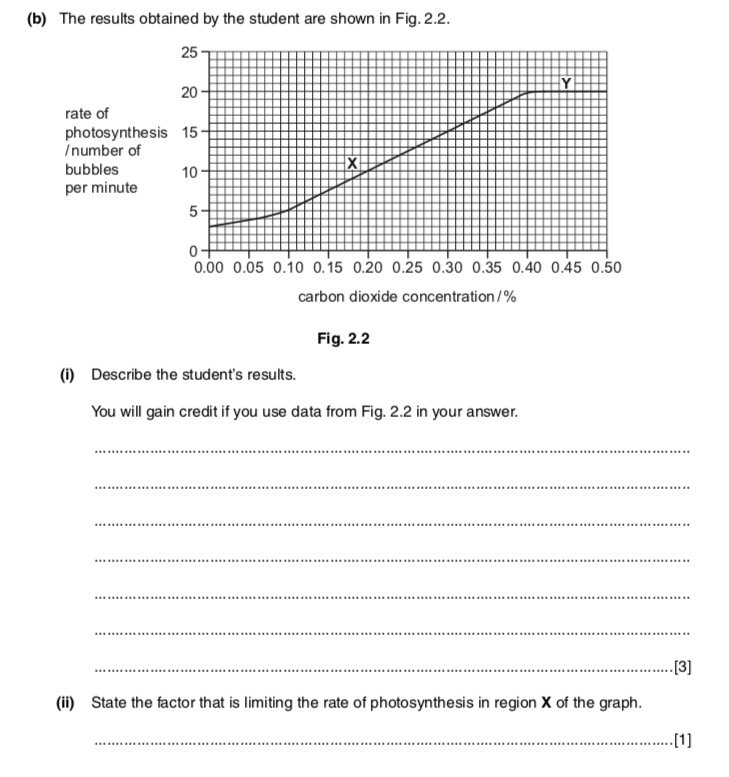 (b) The results obtained by the student are shown in Fig. 2.2.
25
20
15
10
5
0
rate of
photosynthesis
/number of
bubbles
per minute
X
Y
0.00 0.05 0.10 0.15 0.20 0.25 0.30 0.35 0.40 0.45 0.50
carbon dioxide concentration/%
Fig. 2.2
(i) Describe the student's results.
You will gain credit if you use data from Fig. 2.2 in your answer.
[3]
(ii) State the factor that is limiting the rate of photosynthesis in region X of the graph.
[1]